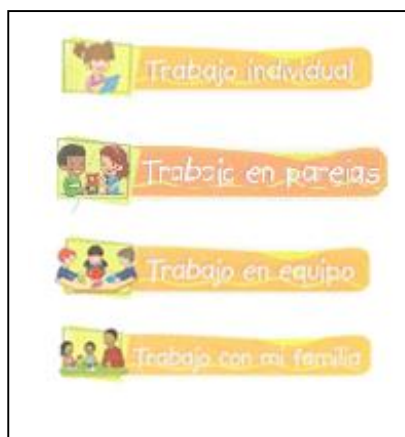 Trabajo individual
Trabajo en parejas
Trabajo en equipo
Trabajo con mi familia